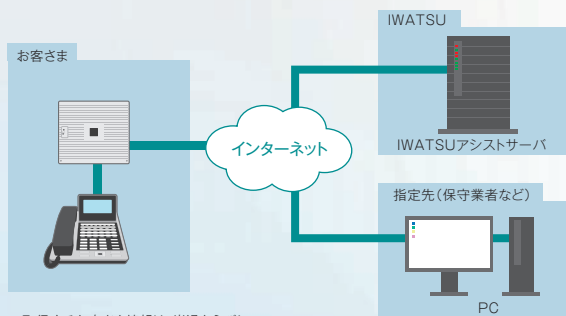 お客さま
インターネット
IWATSU
IWATSUアシストサーバ
指定先(保守業者など)
PC